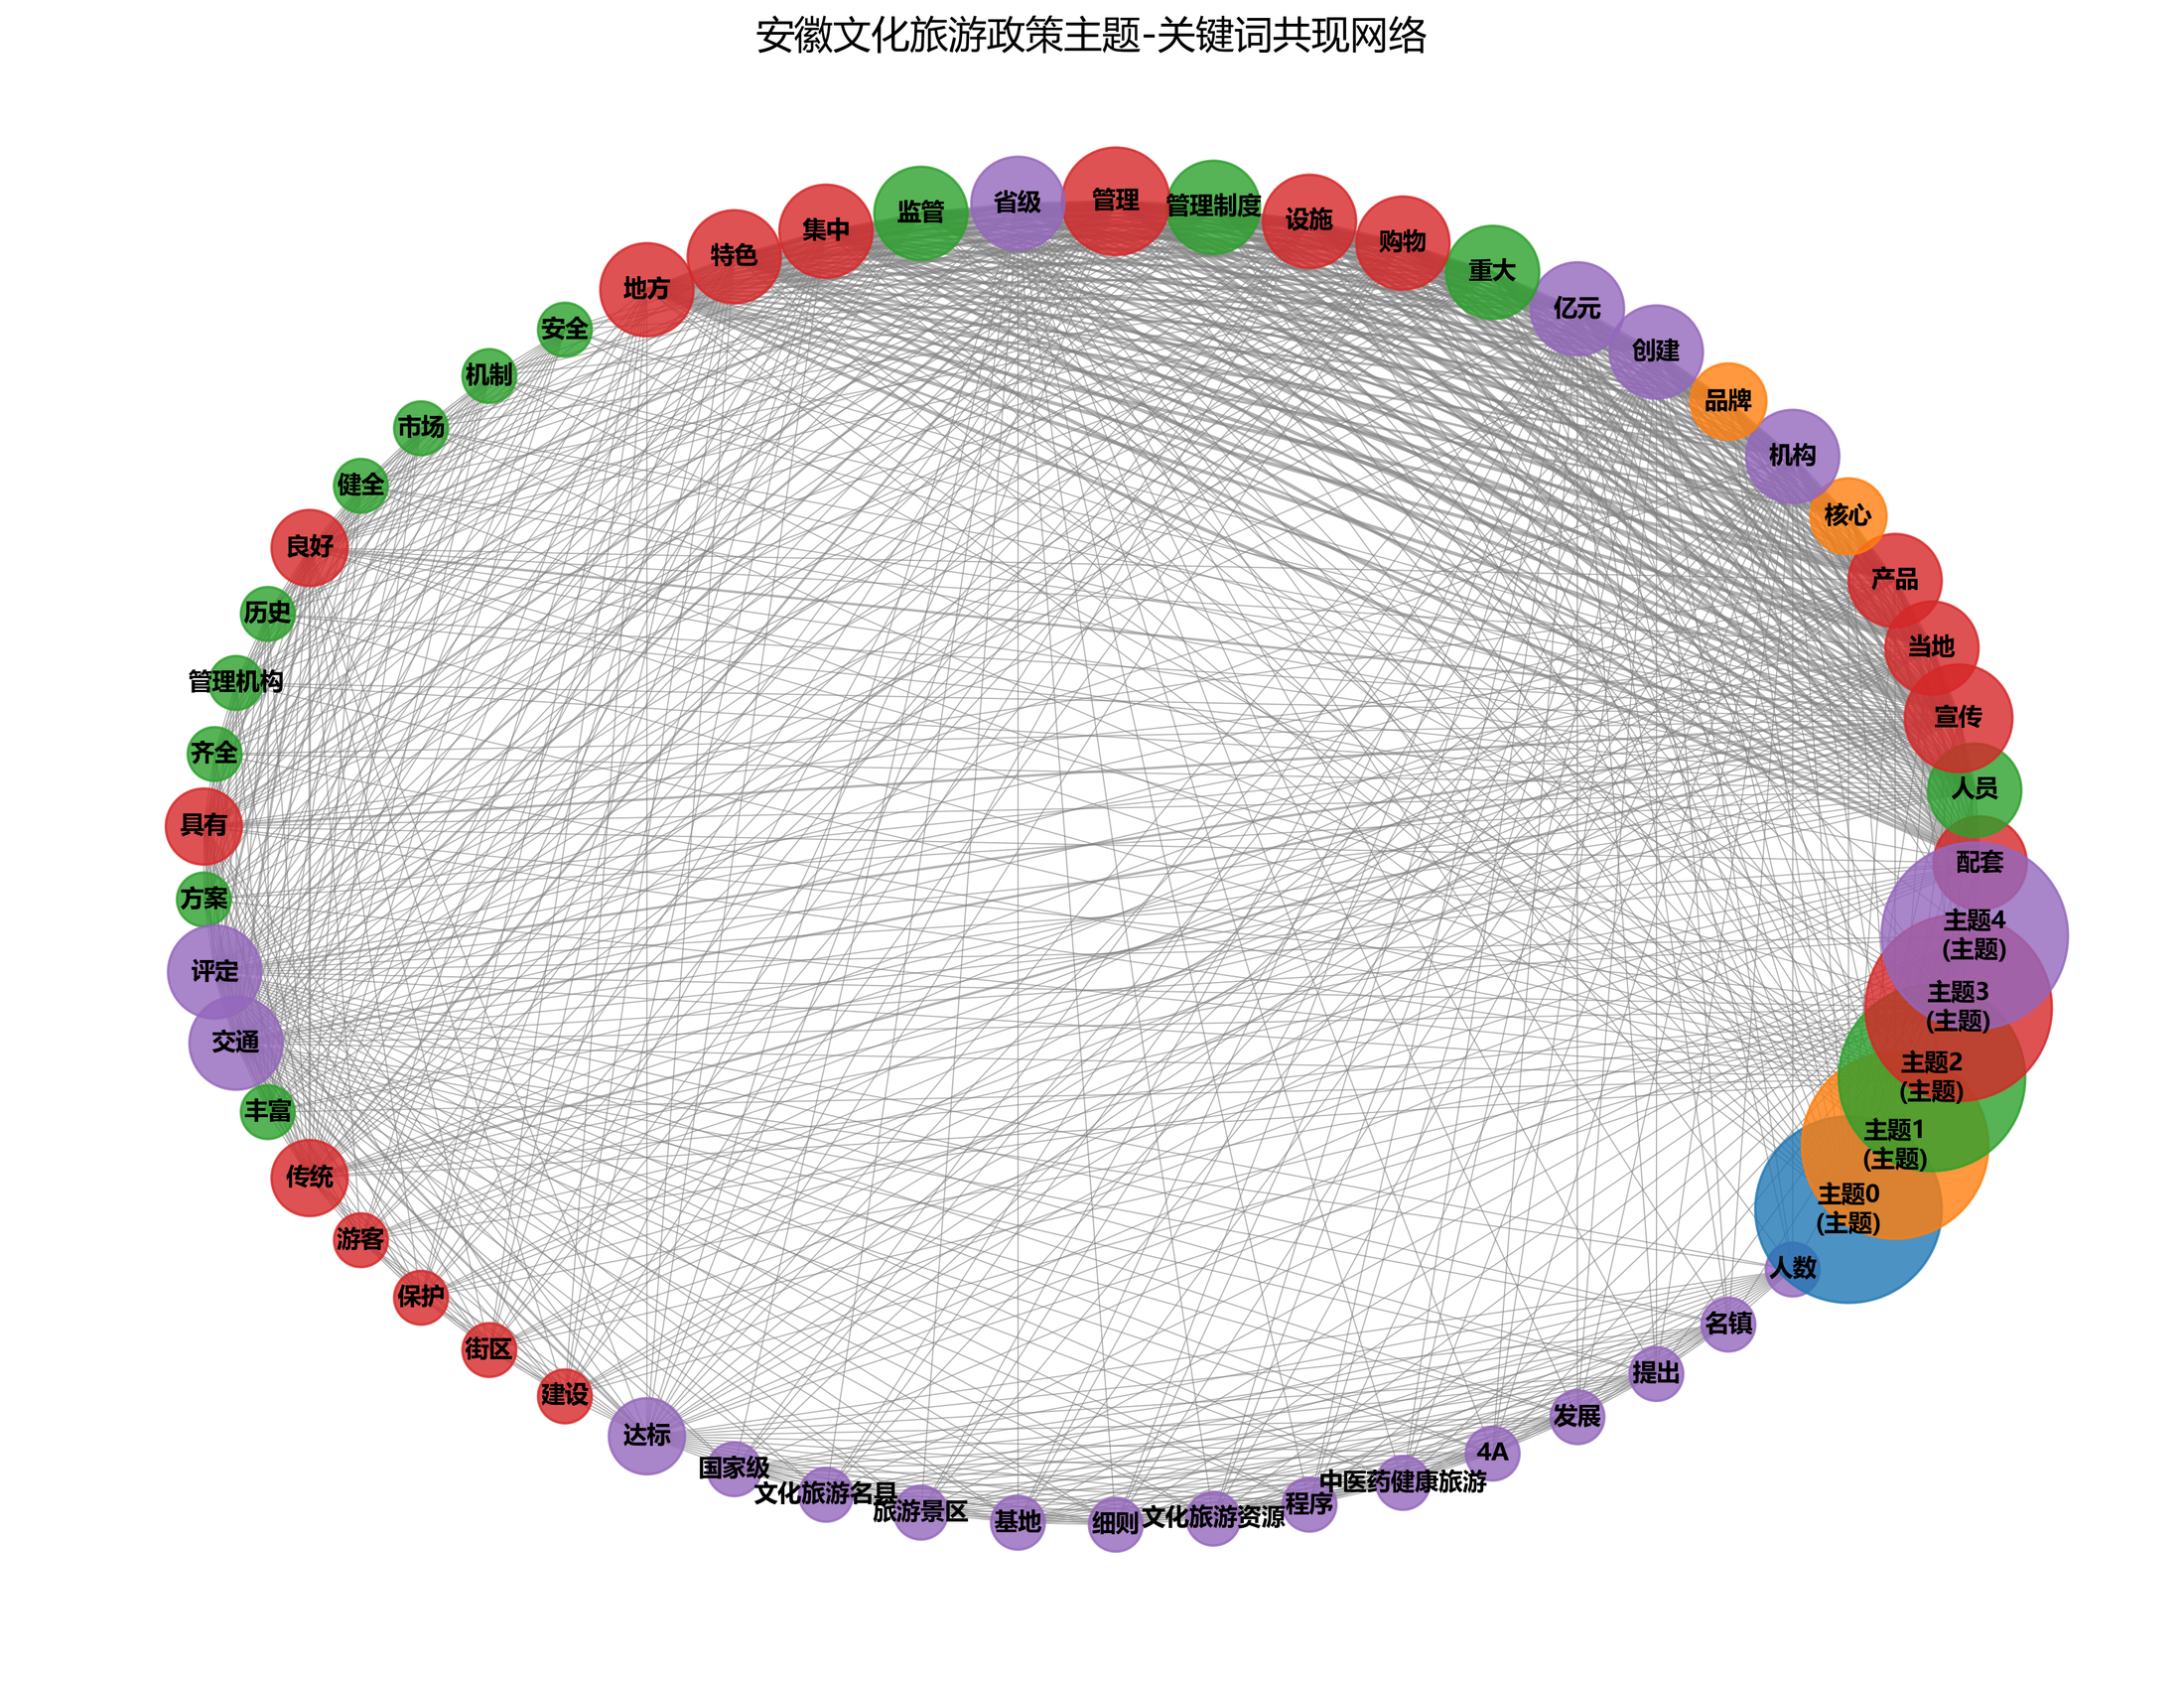 安徽文化旅游政策主题-关键词共现网络
管理
省级
管理制度
监管
设施
集中
购物
特色
重大
地方
亿元
安全
创建
机制
品牌
市场
机构
健全
核心
良好
产品
历史
当地
管理机构
宣传
齐全
人员
具有
配套
方案
主题4
(主题)
评定
主题3
(主题)
交通
主题2
(主题)
丰富
主题1
(主题)
传统
主题0
(主题)
游客
人数
保护
名镇
街区
提出
建设
发展
达标
4A
国家级
中医药健康旅游
文化旅游名县
程序
旅游景区
文化旅游资源
基地
细则